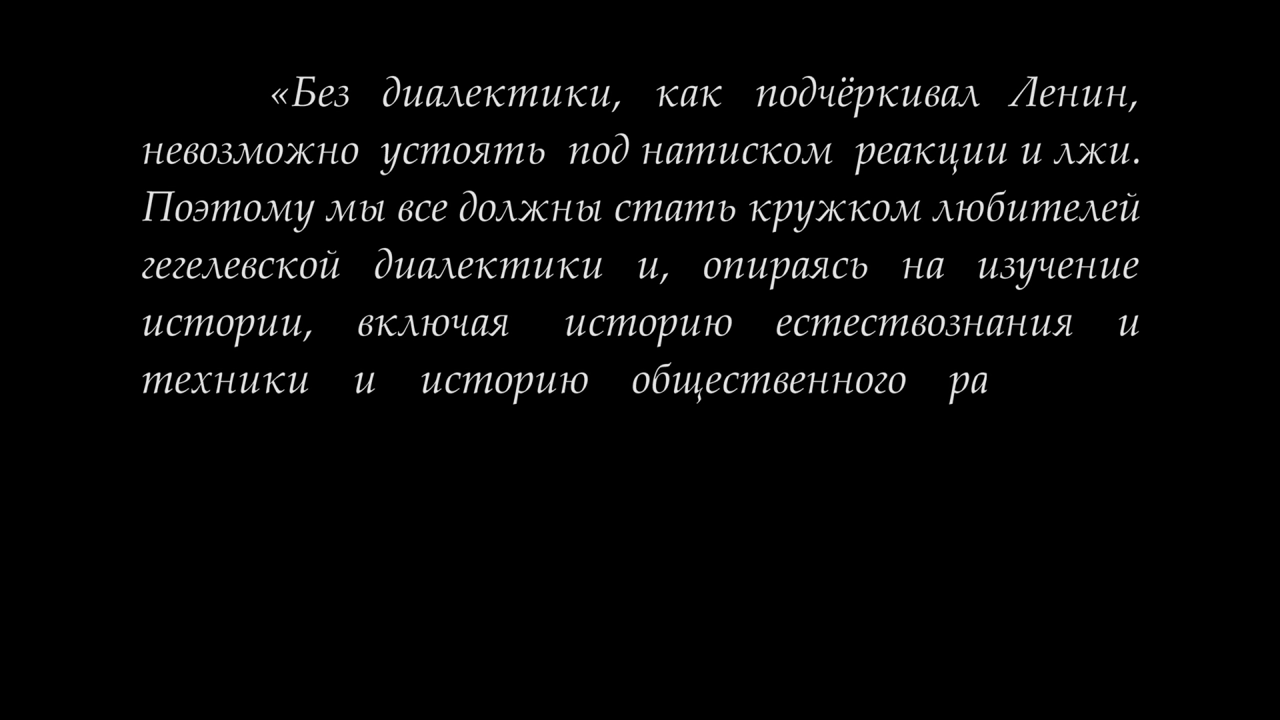 «Без диалектики, как подчёркивал Ленин,
невозможно устоять под натиском реакции и лжи.
Поэтому мы все должны стать кружком любителей
гегелевской диалектики и, опираясь на изучение
истории, включая историю естествознания и
техники и историю общественного ра